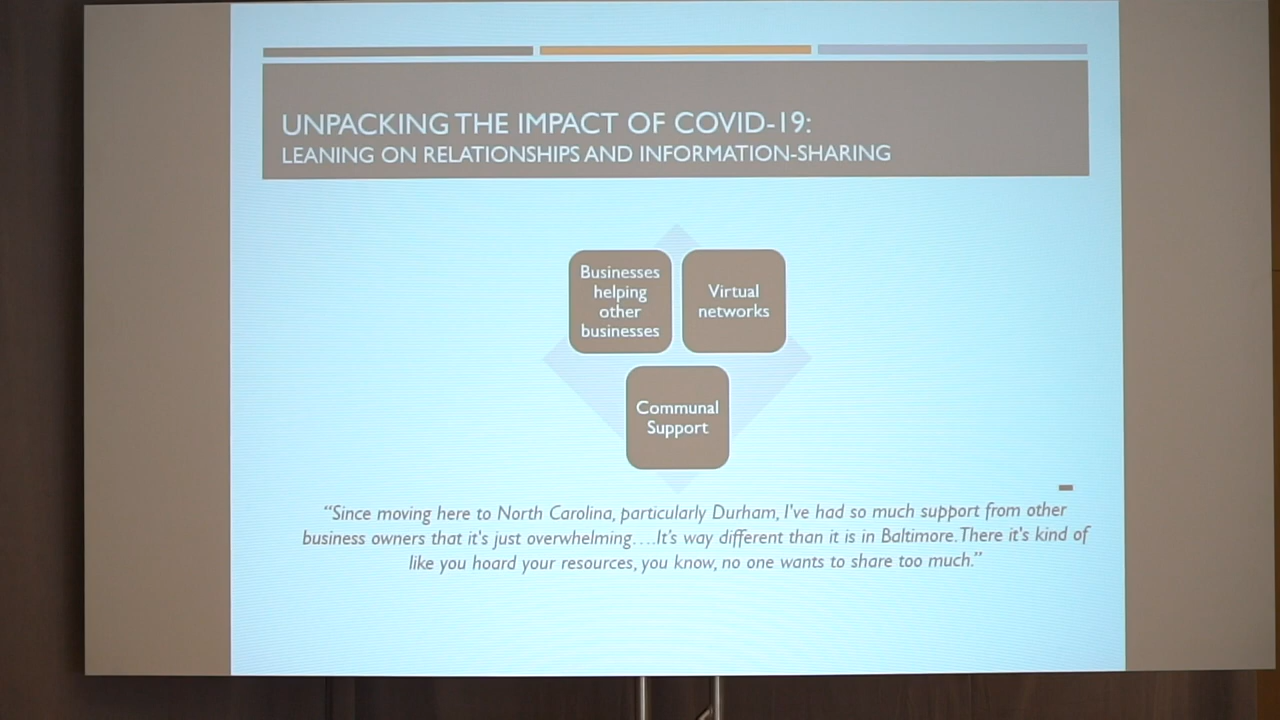 UNPACKING THE IMPACT OF COVID-19:
LEANING ON RELATIONSHIPS AND INFORMATION-SHARING
Businesses
helping
other
businesses
Virtual
networks
Communal
Support
“Since moving here to North Carolina, particularly Durham, I've had so much support from other
business owners that it's just overwhelming….It’s way different than it is in Baltimore. There it's kind of
like you hoard your resources, you know, no one wants to share too much.”